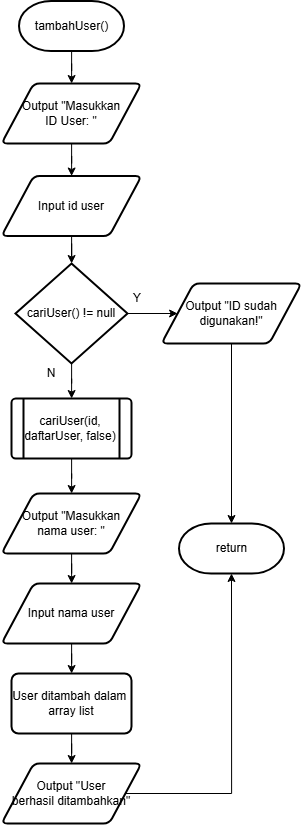 tambahUser()
Output "Masukkan
ID User: "
Input id user
cariUser() != null
Y
Output "ID sudah
digunakan!"
N
cariUser(id,
daftarUser, false)
Output "Masukkan
nama user: "
return
Input nama user
User ditambah dalam
array list
Output "User
berhasil ditambahkan"